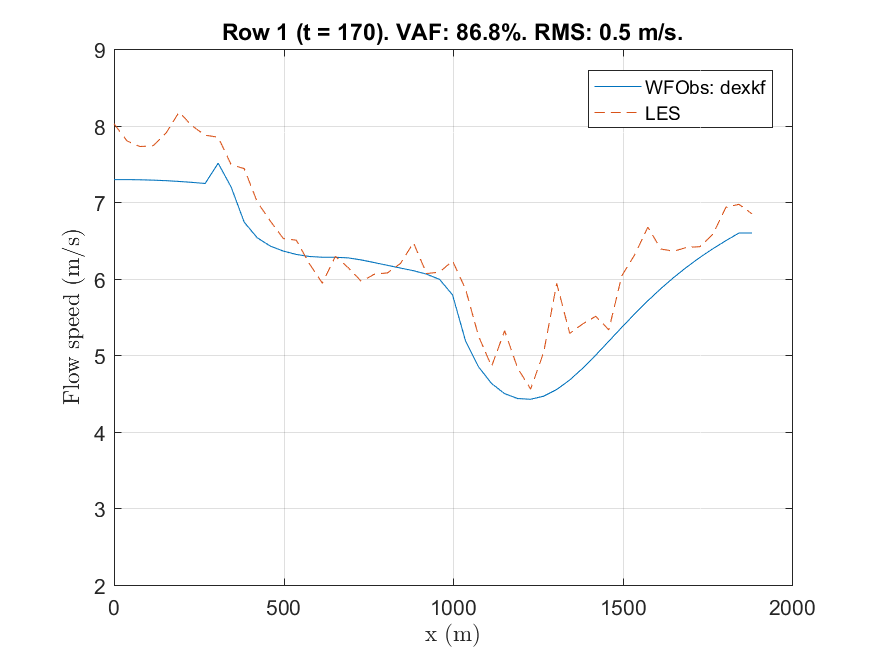 Row 1 (t = 170). VAF: 86.8%. RMS: 0.5 m/s.
WFObs: dexkf
LES
Flow speed (m/s)
9
8
7
6
5
4
3
2
0
500
1000
1500
2000
x (m)